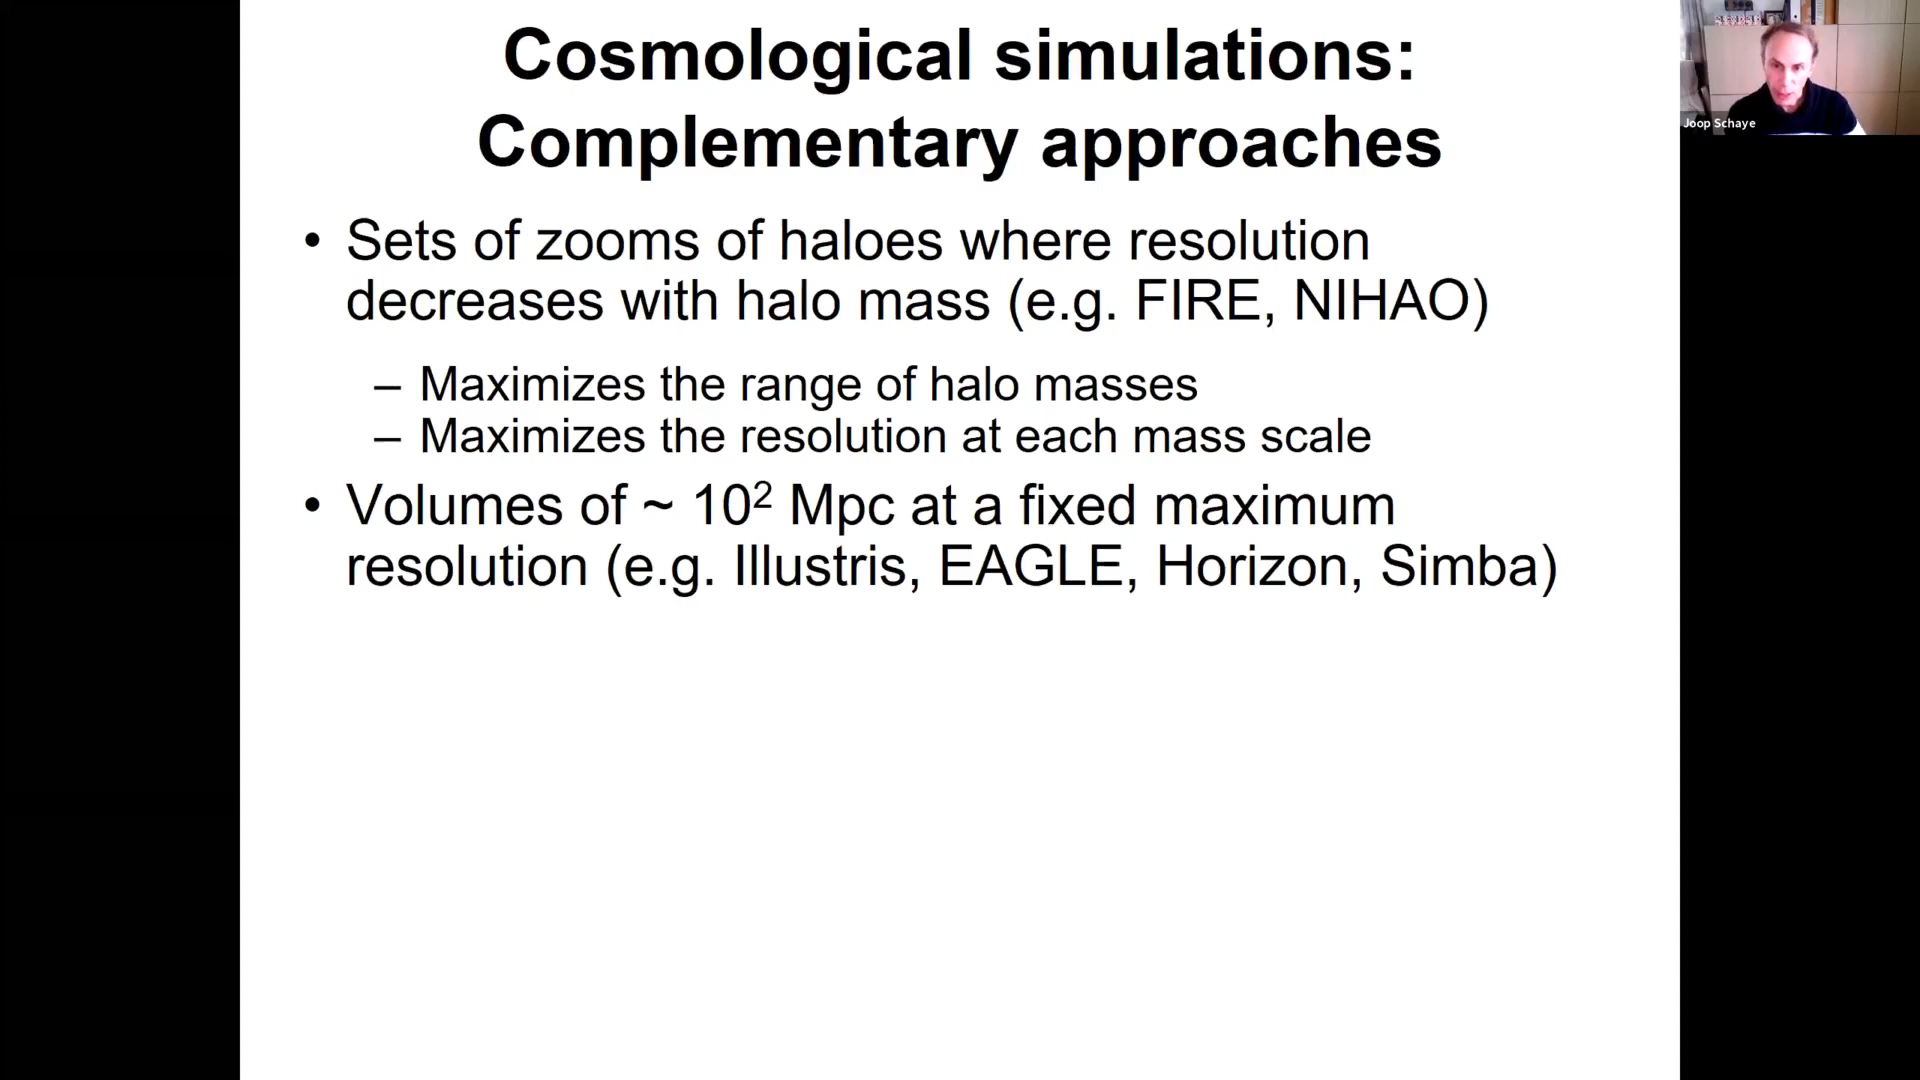 Cosmological simulations:
Complementary approaches
• Sets of zooms of haloes where resolution
decreases with halo mass (e.g. FIRE, NIHAO)
– Maximizes the range of halo masses
– Maximizes the resolution at each mass scale
• Volumes of ~ 10² Mpc at a fixed maximum
resolution (e.g. Illustris, EAGLE, Horizon, Simba)
Joop Schaye